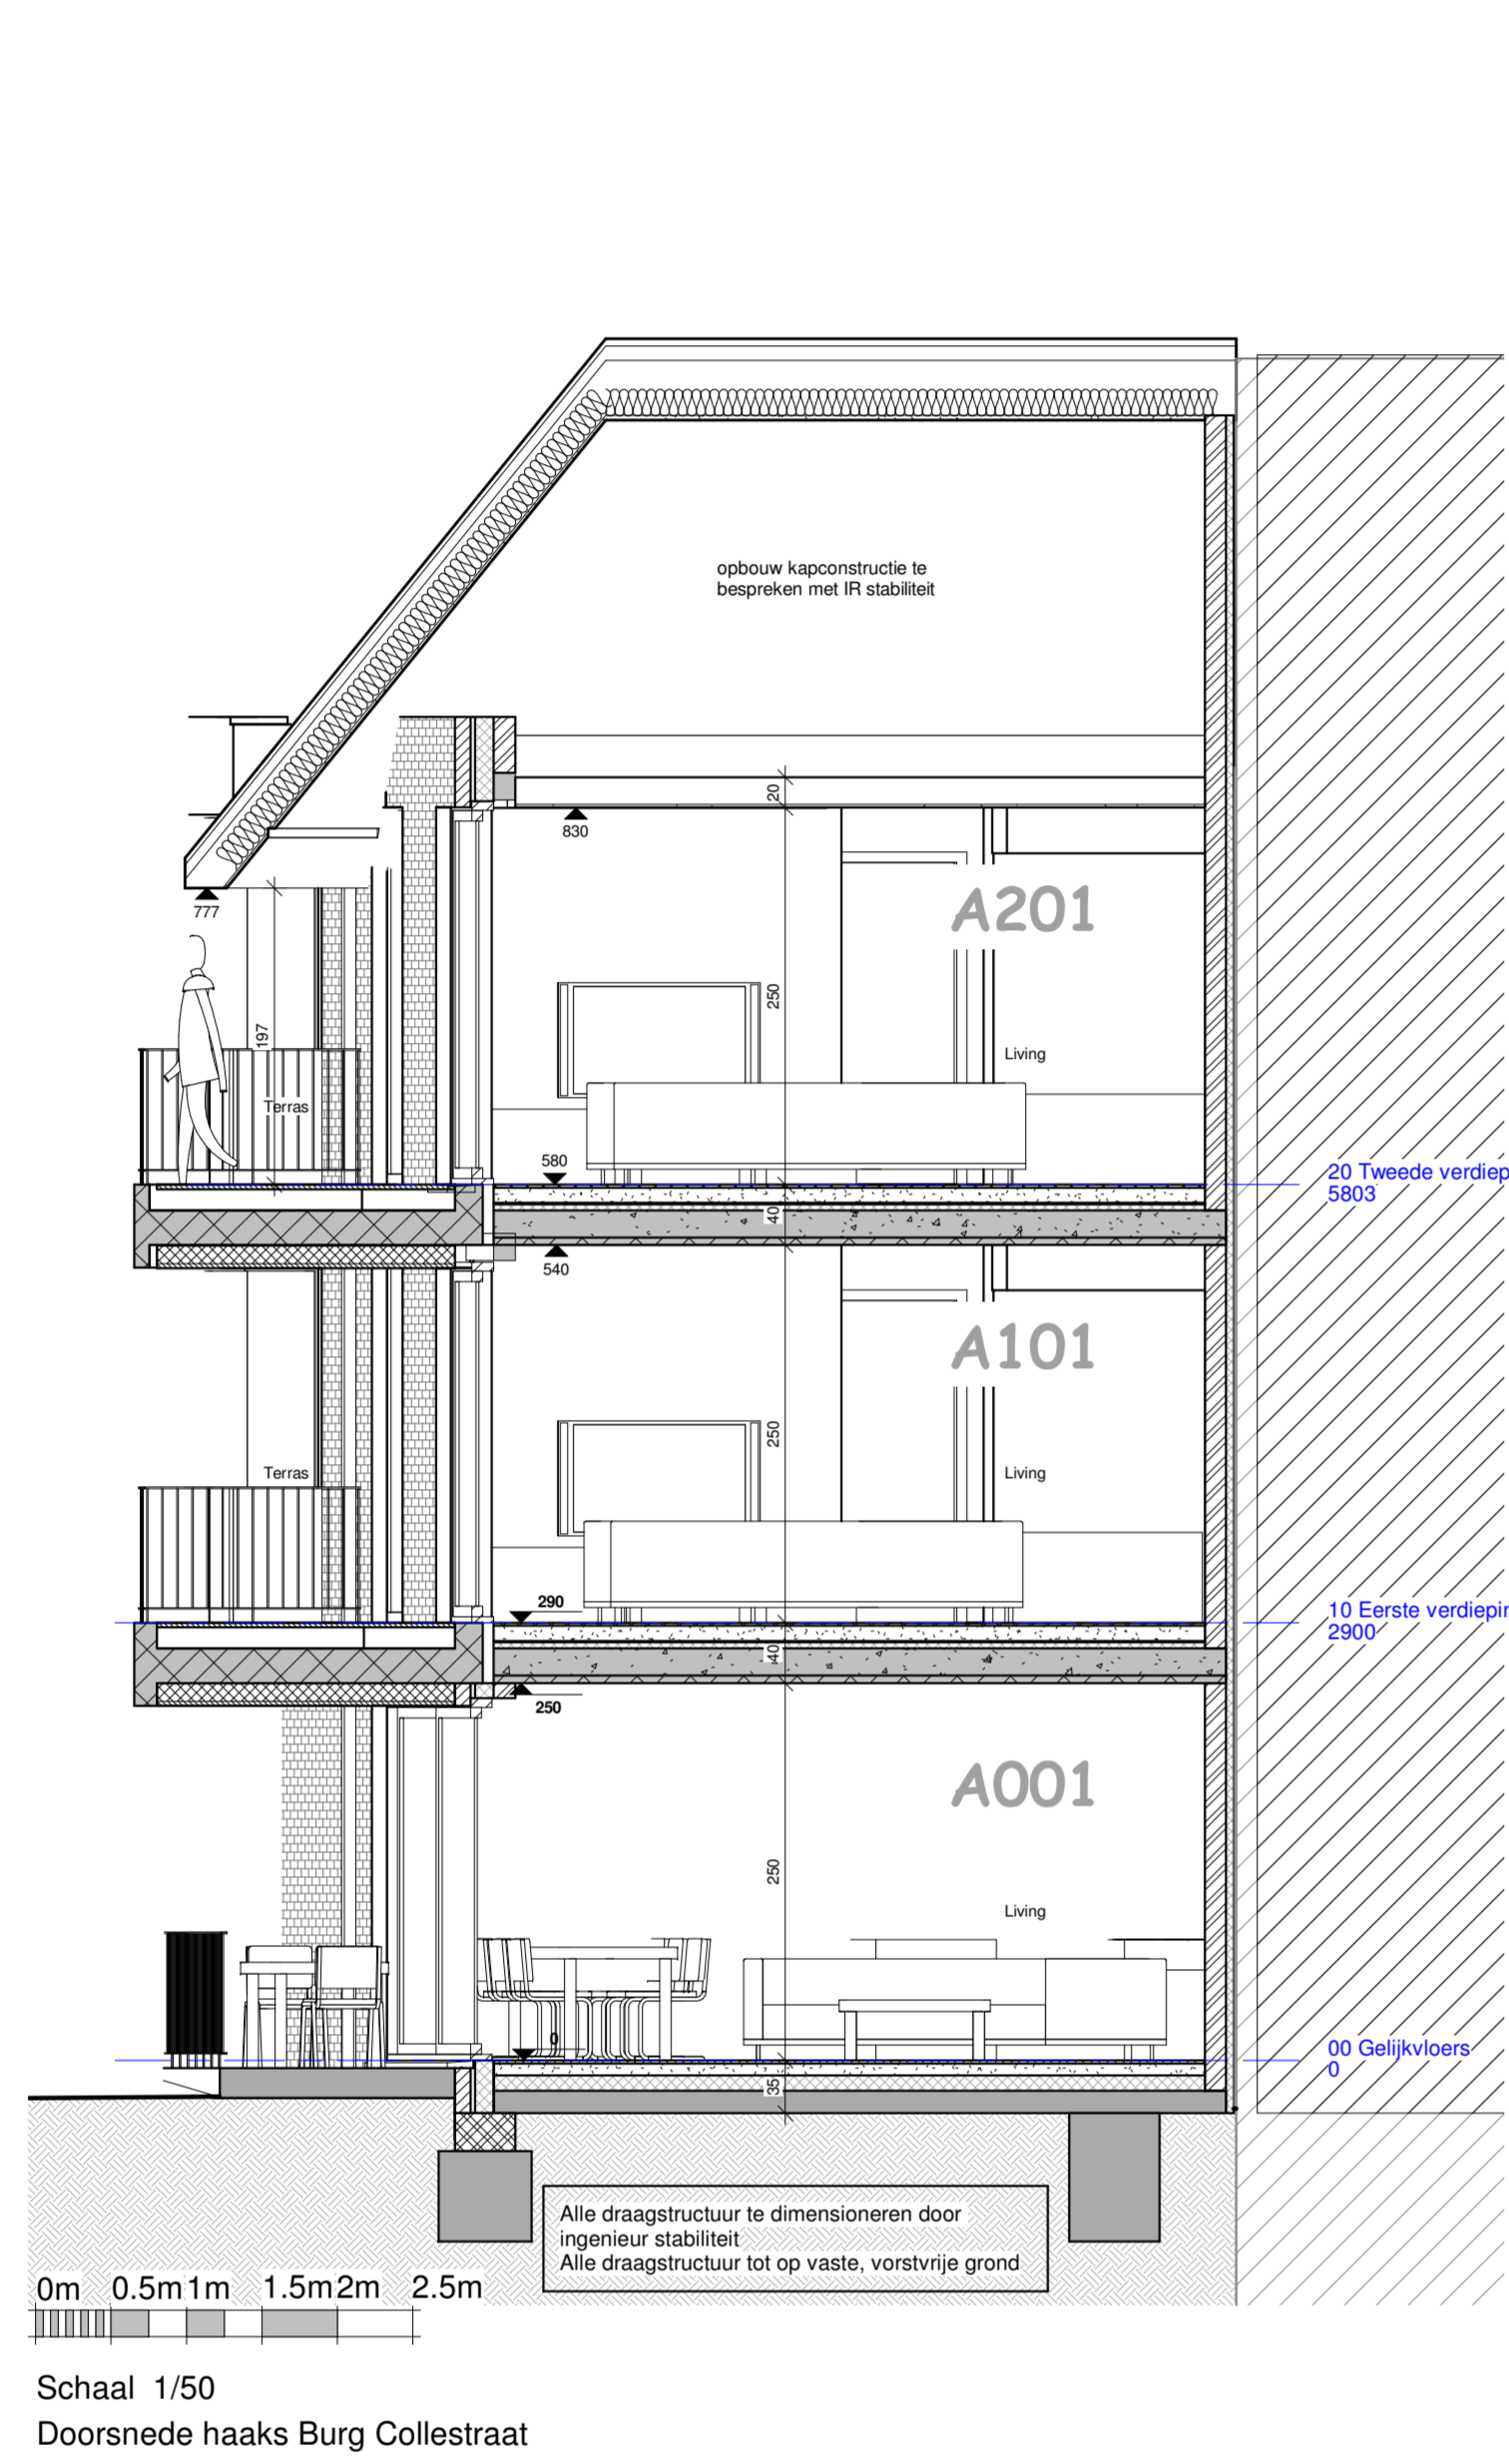 opbouw kapconstructie te
bespreken met IR stabiliteit
20
830
777
A201
250
197
Living
Terras
580
20 Tweede verdiep
5803
40
540
A101
250
Terras
Living
290
10 Eerste verdiepin
2900
40
250
A001
250
Living
0
00 Gelijkvloers
0
35
Alle draagstructuur te dimensioneren door
ingenieur stabiliteit
Alle draagstructuur tot op vaste, vorstvrije grond
0m 0.5m 1m 1.5m 2m 2.5m
Schaal 1/50
Doorsnede haaks Burg Collestraat